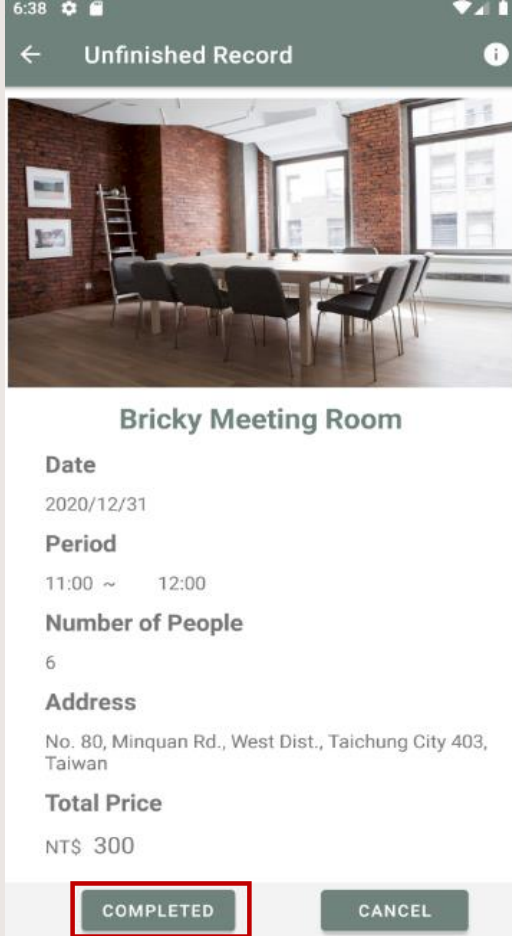 6:38
Unfinished Record
Bricky Meeting Room
Date
2020/12/31
Period
11:00 ~ 12:00
Number of People
6
Address
No. 80, Minquan Rd., West Dist., Taichung City 403,
Taiwan
Total Price
NT$ 300
COMPLETED CANCEL